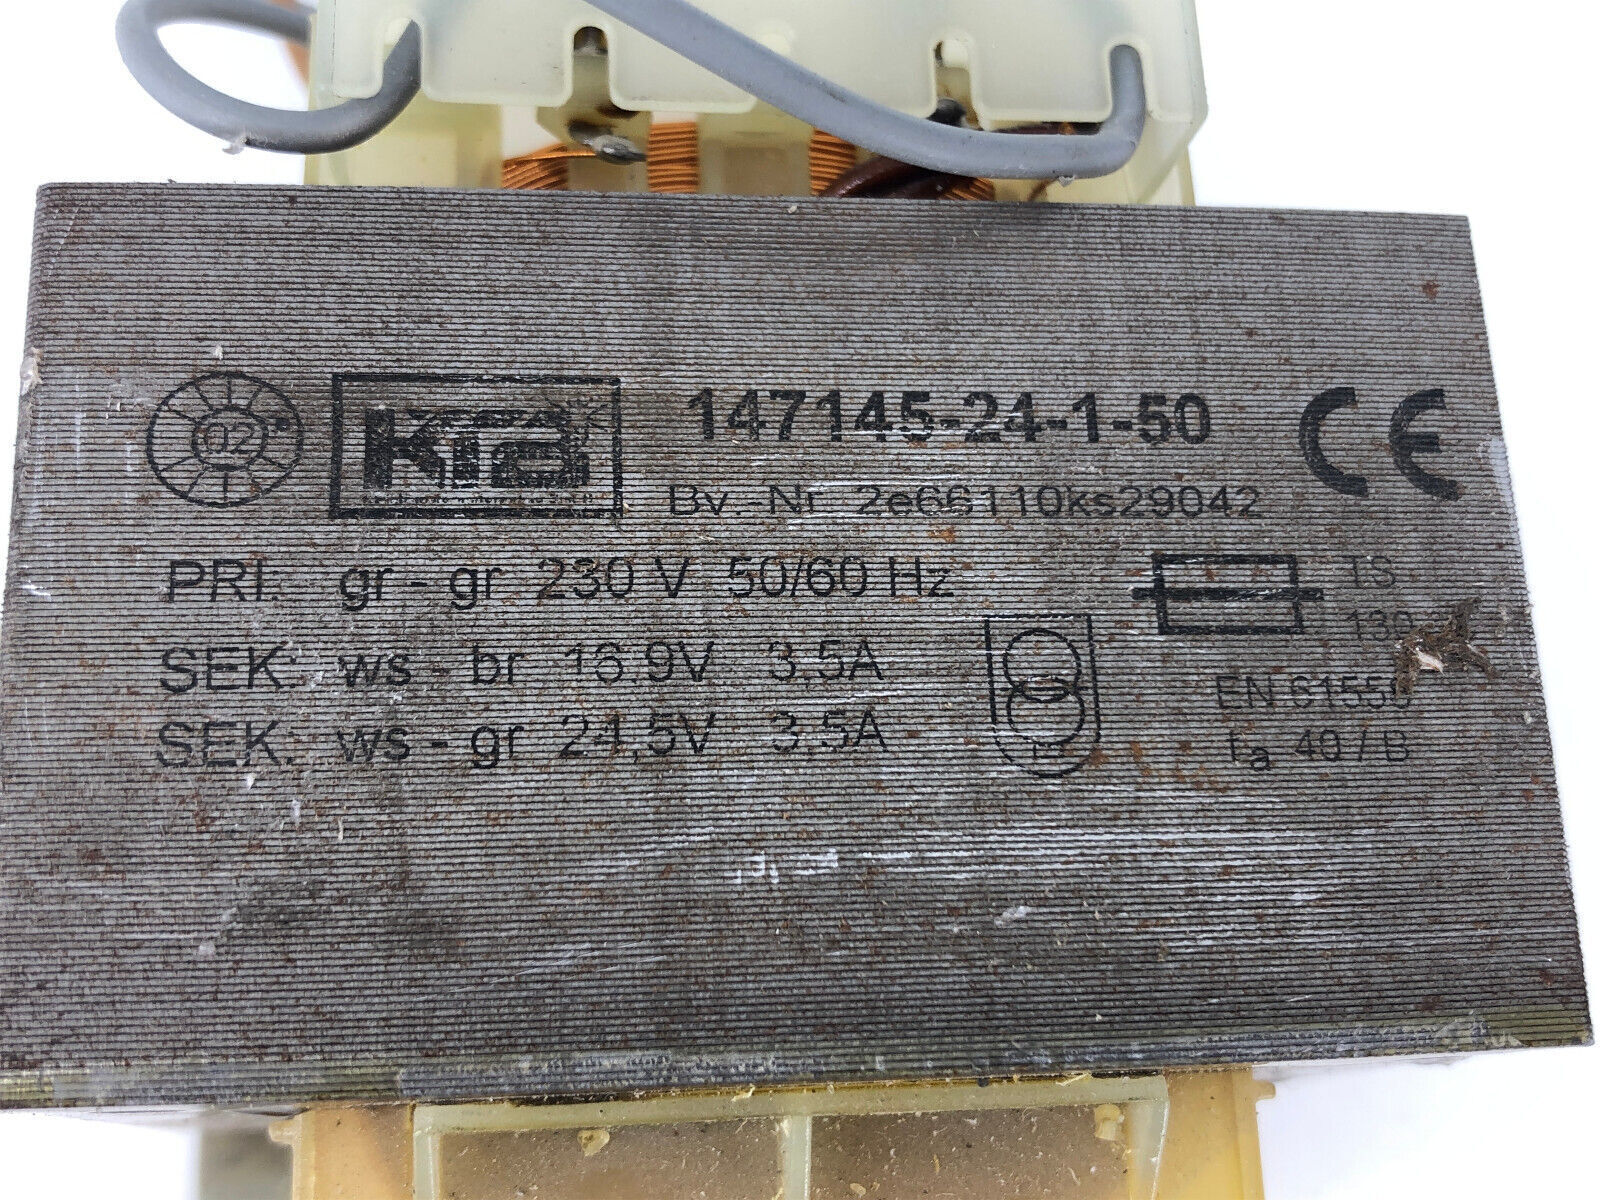 02
147145-24-1-50
CE
Bv.-Nr. 2e66110ks29042
PRI: gr - gr 230 V 50/60 Hz
TS
130
SEK: ws - br 16.9V 3,5A
EN 61558
SEK: ws - gr 24,5V 3,5A
ta 40 / B